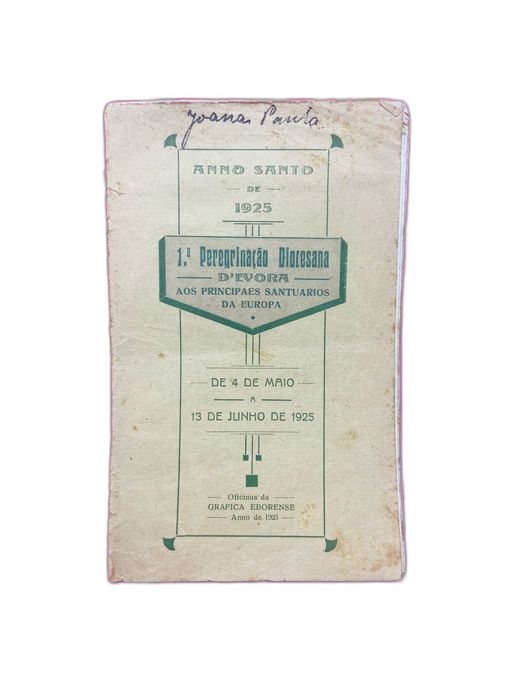 Joana Paula
ANNO SANTO
DE
1925
1.ª Peregrinação Diocesana
D'EVORA
AOS PRINCIPAES SANTUARIOS
DA EUROPA
DE 4 DE MAIO
A
13 DE JUNHO DE 1925
Oficinas da
GRAFICA EBORENSE
Anno de 1925